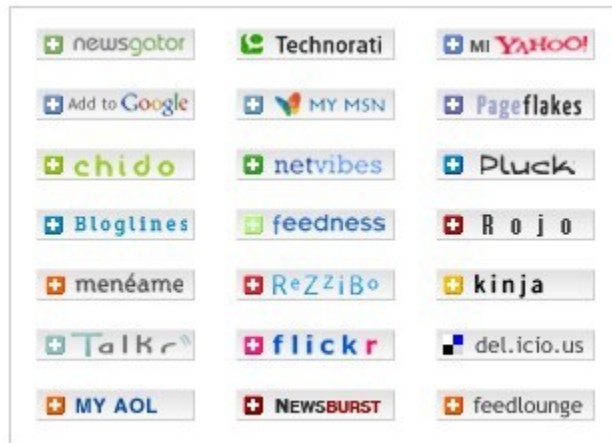 newsgator
Technorati
MI YAHOO!
Add to Google
MY MSN
Pageflakes
chido
netvibes
Pluck
Bloglines
feedness
Rojo
menéame
ReZZiBo
kinja
Talkr
flickr
del.icio.us
MY AOL
NEWSBURST
feedlounge